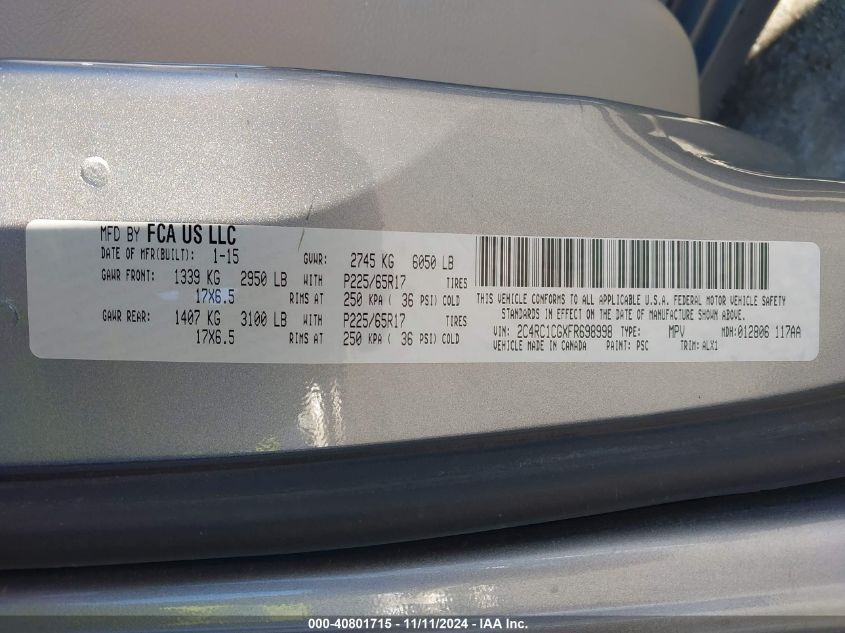 MFD BY FCA US LLC
DATE OF MFR(BUILT): 1-15 GVWR: 2745 KG 6050 LB
GAWR FRONT: 1339 KG 2950 LB WITH P225/65R17 TIRES
17X6.5 RIMS AT 250 KPA ( 36 PSI) COLD
GAWR REAR: 1407 KG 3100 LB WITH P225/65R17 TIRES
17X6.5 RIMS AT 250 KPA ( 36 PSI) COLD
THIS VEHICLE CONFORMS TO ALL APPLICABLE U.S.A. FEDERAL MOTOR VEHICLE SAFETY
STANDARDS IN EFFECT ON THE DATE OF MANUFACTURE SHOWN ABOVE.
VIN: 2C4RC1CGXFR698998 TYPE: MPV MDH: 012806 117AA
VEHICLE MADE IN CANADA PAINT: PSC TRIM: ALX1
000-40801715 - 11/11/2024 - IAA Inc.